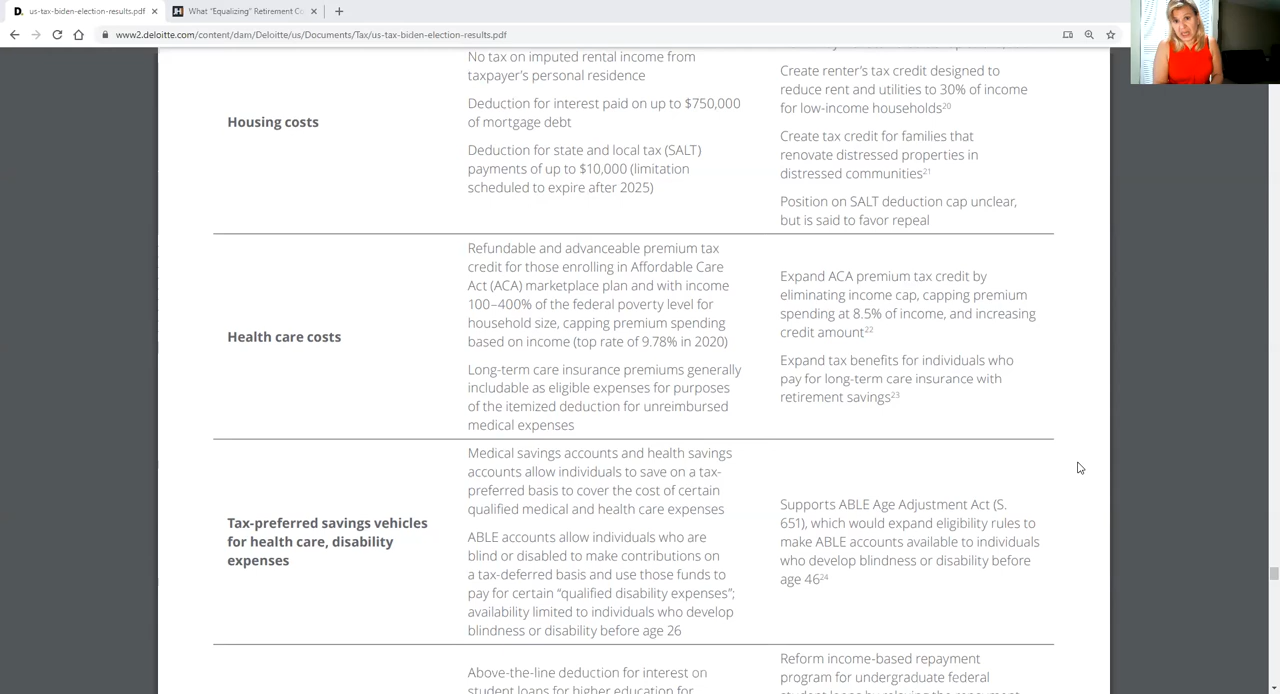 us-tax-biden-election-results.pdf
What “Equalizing” Retirement Co
www2.deloitte.com/content/dam/Deloitte/us/Documents/Tax/us-tax-biden-election-results.pdf
Housing costs
No tax on imputed rental income from
taxpayer’s personal residence
Deduction for interest paid on up to $750,000
of mortgage debt
Deduction for state and local tax (SALT)
payments of up to $10,000 (limitation
scheduled to expire after 2025)
Create renter’s tax credit designed to
reduce rent and utilities to 30% of income
for low-income households20
Create tax credit for families that
renovate distressed properties in
distressed communities21
Position on SALT deduction cap unclear,
but is said to favor repeal
Health care costs
Refundable and advanceable premium tax
credit for those enrolling in Affordable Care
Act (ACA) marketplace plan and with income
100–400% of the federal poverty level for
household size, capping premium spending
based on income (top rate of 9.78% in 2020)
Long-term care insurance premiums generally
includable as eligible expenses for purposes
of the itemized deduction for unreimbursed
medical expenses
Expand ACA premium tax credit by
eliminating income cap, capping premium
spending at 8.5% of income, and increasing
credit amount22
Expand tax benefits for individuals who
pay for long-term care insurance with
retirement savings23
Tax-preferred savings vehicles
for health care, disability
expenses
Medical savings accounts and health savings
accounts allow individuals to save on a tax-
preferred basis to cover the cost of certain
qualified medical and health care expenses
ABLE accounts allow individuals who are
blind or disabled to make contributions on
a tax-deferred basis and use those funds to
pay for certain “qualified disability expenses”;
availability limited to individuals who develop
blindness or disability before age 26
Supports ABLE Age Adjustment Act (S.
651), which would expand eligibility rules to
make ABLE accounts available to individuals
who develop blindness or disability before
age 4624
Above-the-line deduction for interest on
student loans for higher education for
Reform income-based repayment
program for undergraduate federal
student loans by relaxing the repayment